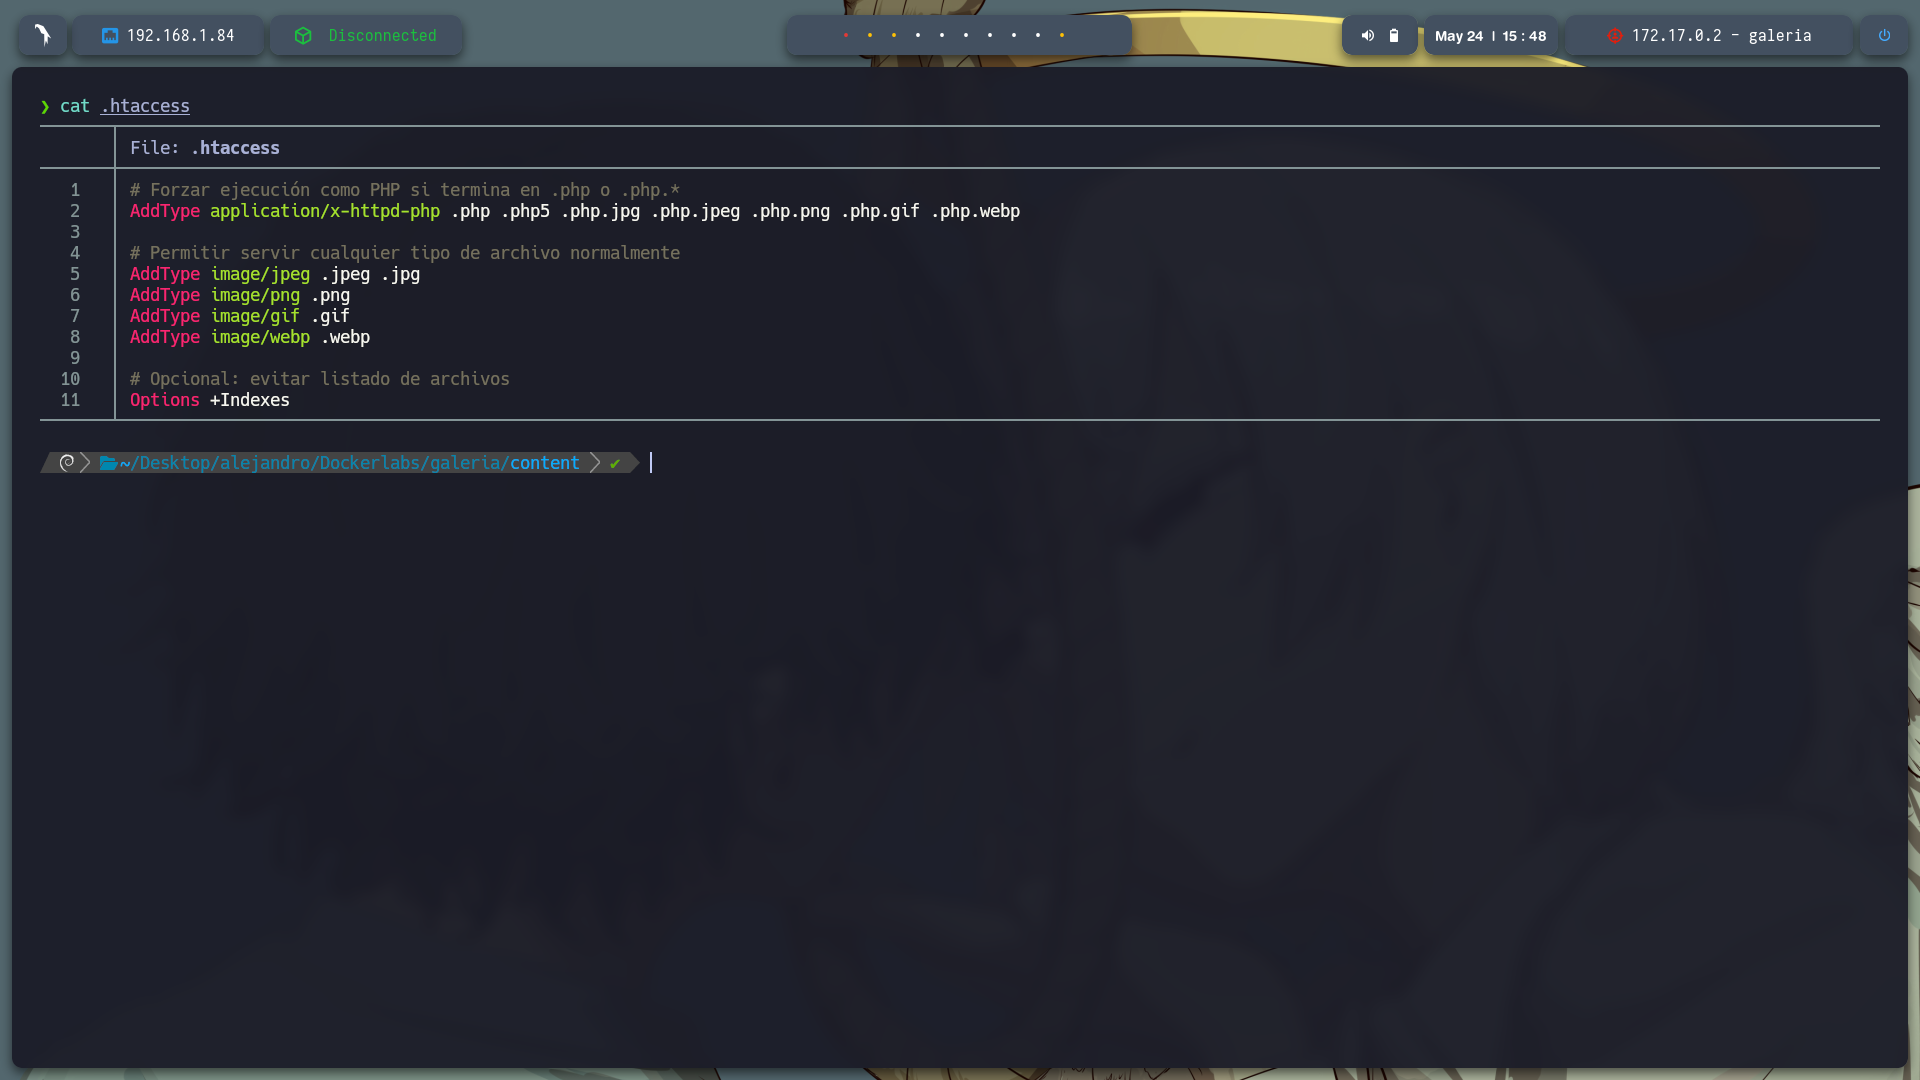 192.168.1.84
Disconnected
May 24 | 15 : 48
172.17.0.2 - galeria
❯ cat .htaccess
File: .htaccess
1 # Forzar ejecución como PHP si termina en .php o .php.*
2 AddType application/x-httpd-php .php .php5 .php.jpg .php.jpeg .php.png .php.gif .php.webp
3
4 # Permitir servir cualquier tipo de archivo normalmente
5 AddType image/jpeg .jpeg .jpg
6 AddType image/png .png
7 AddType image/gif .gif
8 AddType image/webp .webp
9
10 # Opcional: evitar listado de archivos
11 Options +Indexes
~/Desktop/alejandro/Dockerlabs/galeria/content ✔